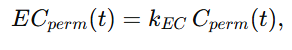 EC_{perm}(t) = k_{EC} C_{perm}(t),